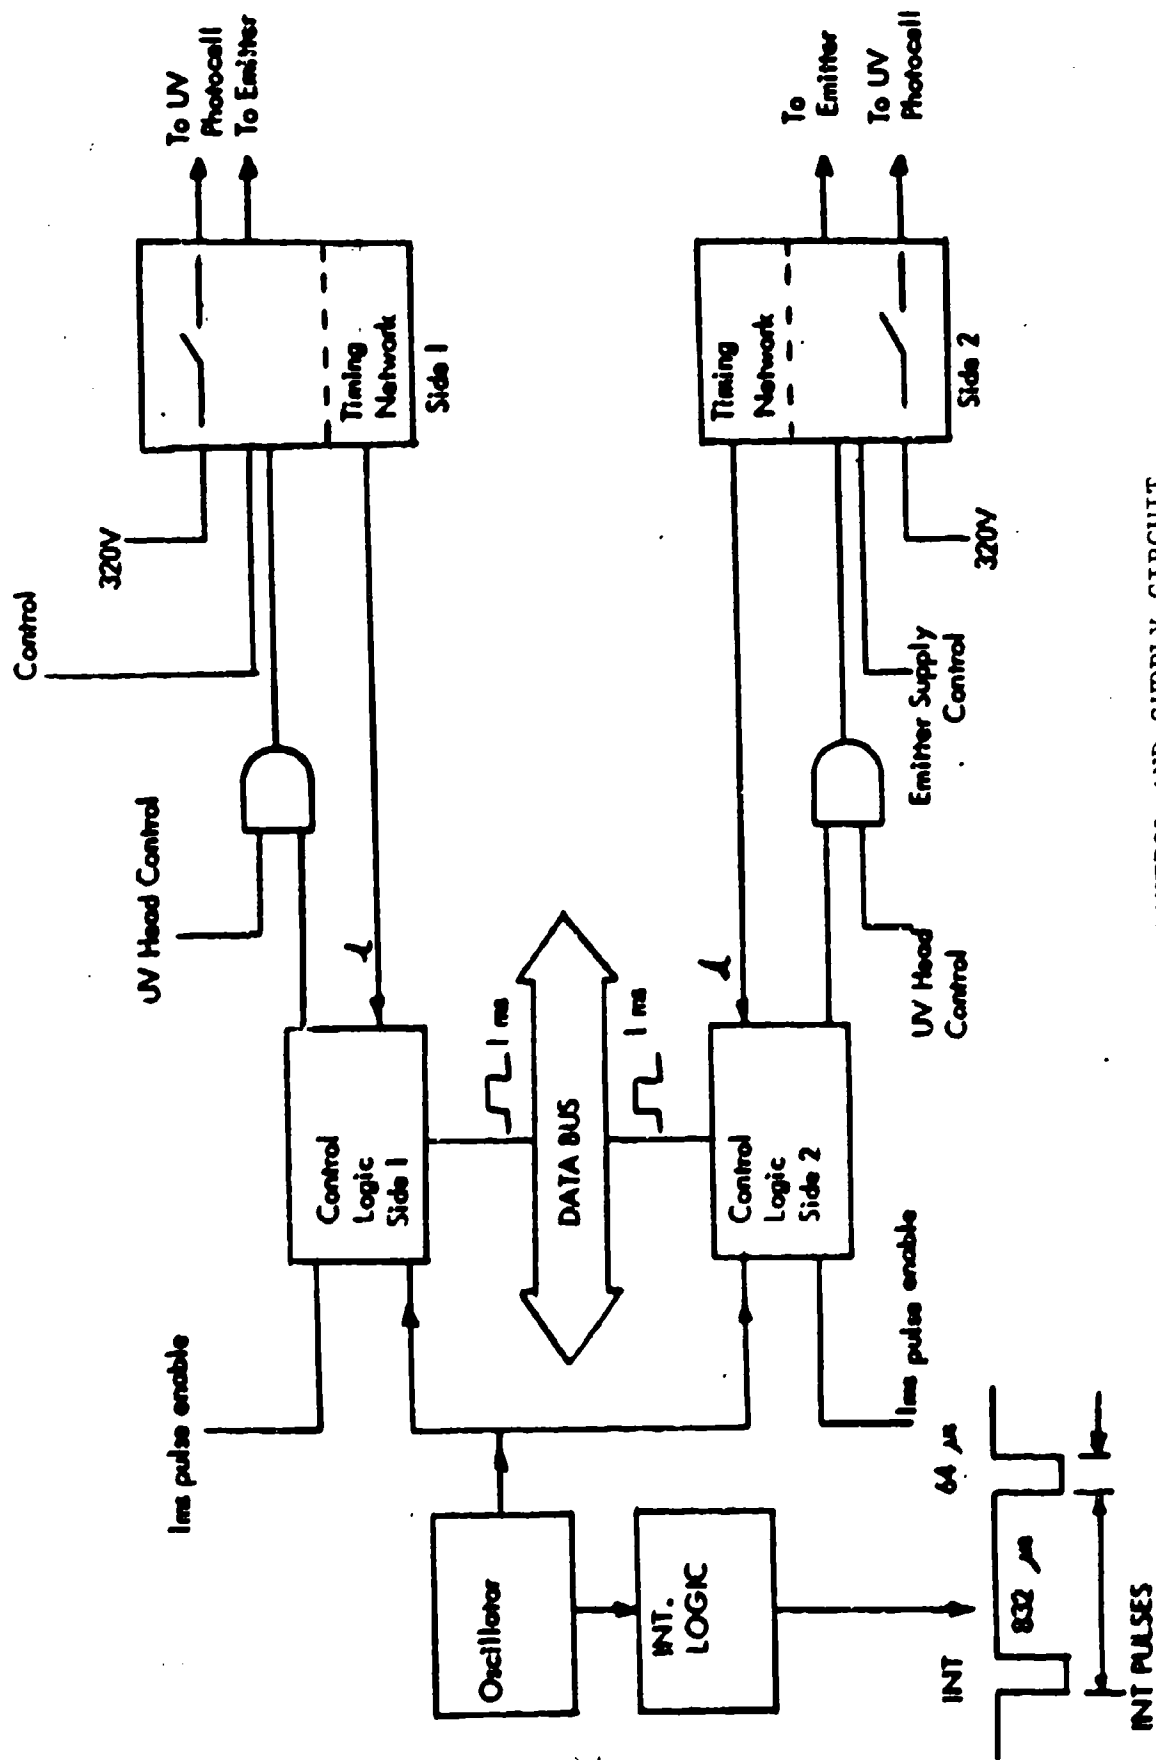 To UV
Photocell
To Emitter
Control
320V
Timing
Network
Side 1
UV Head Control
1ms pulse enable
Control
Logic
Side 1
1 ms
DATA BUS
1 ms
Oscillator
INT.
LOGIC
Control
Logic
Side 2
1ms pulse enable
UV Head
Control
Emitter Supply
Control
320V
Timing
Network
Side 2
To
Emitter
To UV
Photocell
INT
832 μs
64 μs
INT PULSES
AND SUPPLY CIRCUIT